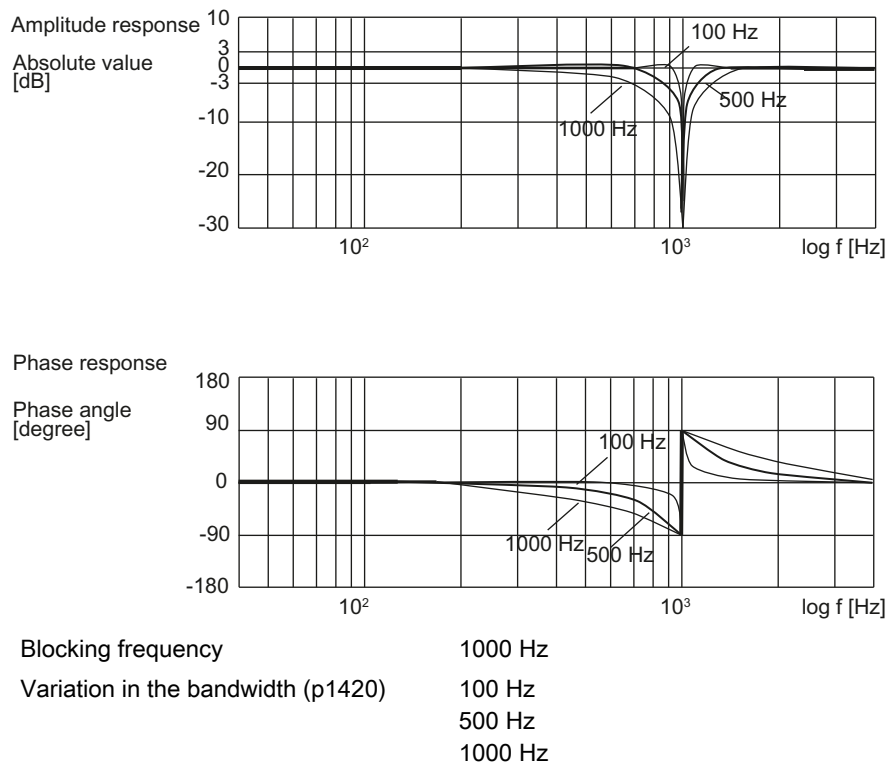 Amplitude response
Absolute value
[dB]
10
3
0
-3
-10
-20
-30
100 Hz
500 Hz
1000 Hz
10²
10³
log f [Hz]
Phase response
Phase angle
[degree]
180
90
0
-90
-180
100 Hz
1000 Hz
500 Hz
10²
10³
log f [Hz]
Blocking frequency 1000 Hz
Variation in the bandwidth (p1420) 100 Hz
500 Hz
1000 Hz